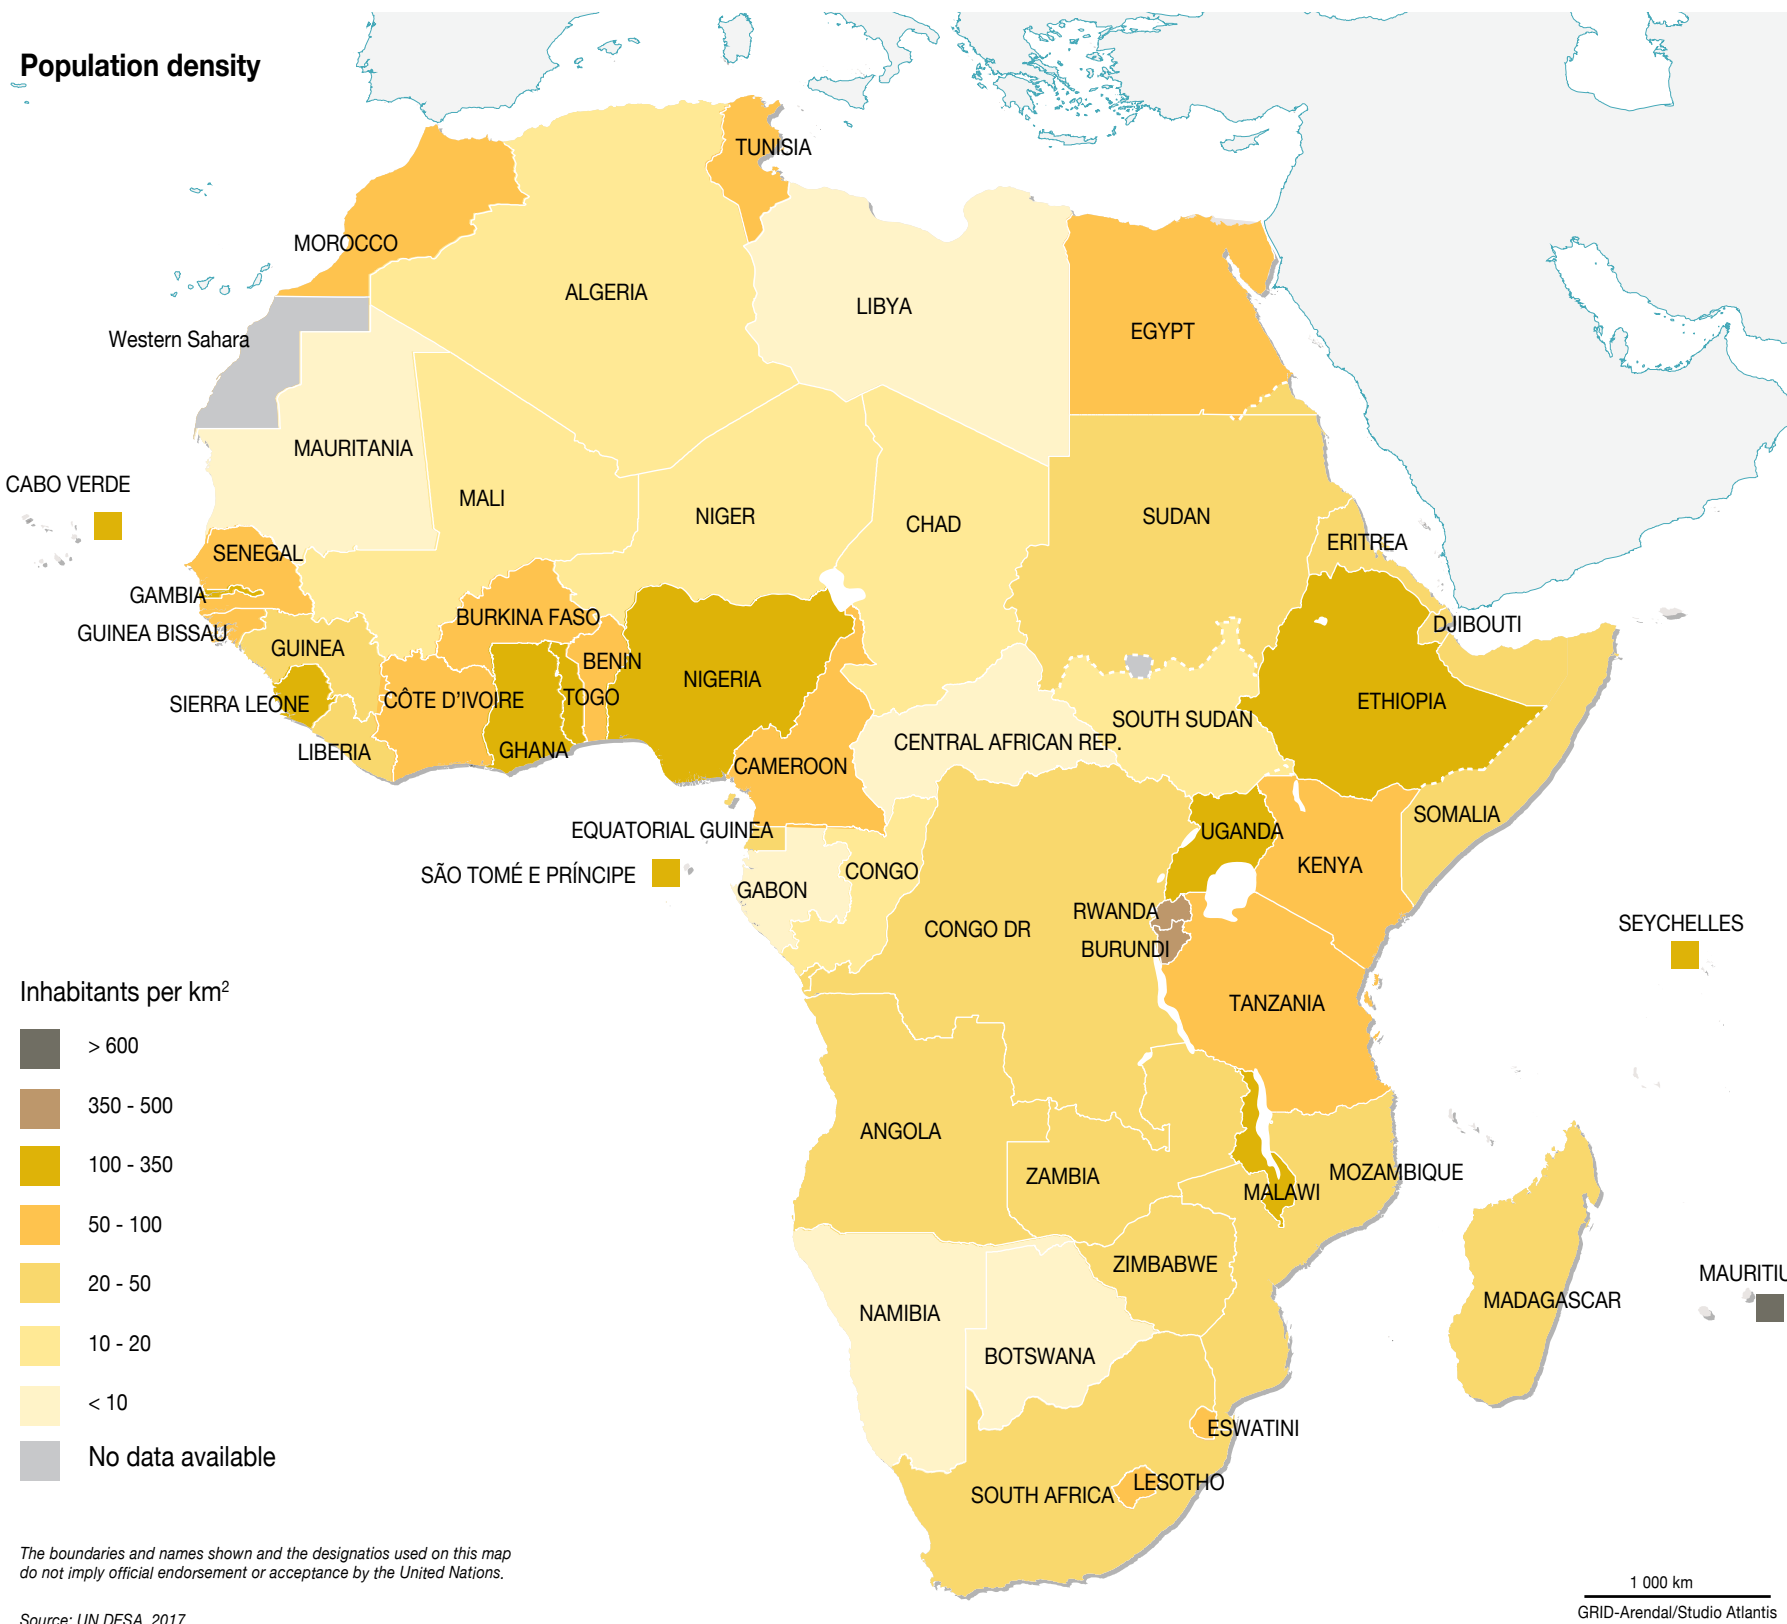 Population density
TUNISIA
MOROCCO
ALGERIA
LIBYA
EGYPT
Western Sahara
MAURITANIA
CABO VERDE
MALI
NIGER
CHAD
SUDAN
ERITREA
SENEGAL
GAMBIA
BURKINA FASO
DJIBOUTI
GUINEA BISSAU
GUINEA
BENIN
NIGERIA
SIERRA LEONE
CÔTE D'IVOIRE
TOGO
ETHIOPIA
SOUTH SUDAN
LIBERIA
GHANA
CENTRAL AFRICAN REP.
CAMEROON
SOMALIA
EQUATORIAL GUINEA
UGANDA
SÃO TOMÉ E PRÍNCIPE
CONGO
KENYA
GABON
RWANDA
CONGO DR
BURUNDI
SEYCHELLES
TANZANIA
ANGOLA
ZAMBIA
MOZAMBIQUE
MALAWI
ZIMBABWE
MAURITIU
MADAGASCAR
NAMIBIA
BOTSWANA
ESWATINI
LESOTHO
SOUTH AFRICA
Inhabitants per km²
> 600
350 - 500
100 - 350
50 - 100
20 - 50
10 - 20
< 10
No data available
The boundaries and names shown and the designatios used on this map
do not imply official endorsement or acceptance by the United Nations.
Source: UN DESA, 2017
1 000 km
GRID-Arendal/Studio Atlantis